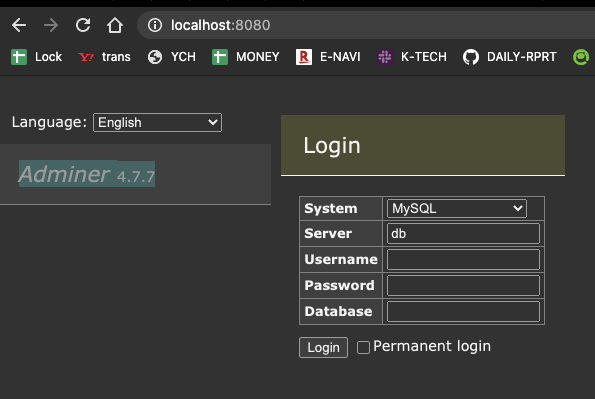 localhost:8080
Lock trans YCH MONEY E-NAVI K-TECH DAILY-RPRT
Language: English
Adminer 4.7.7
Login
System MySQL
Server db
Username
Password
Database
Login Permanent login